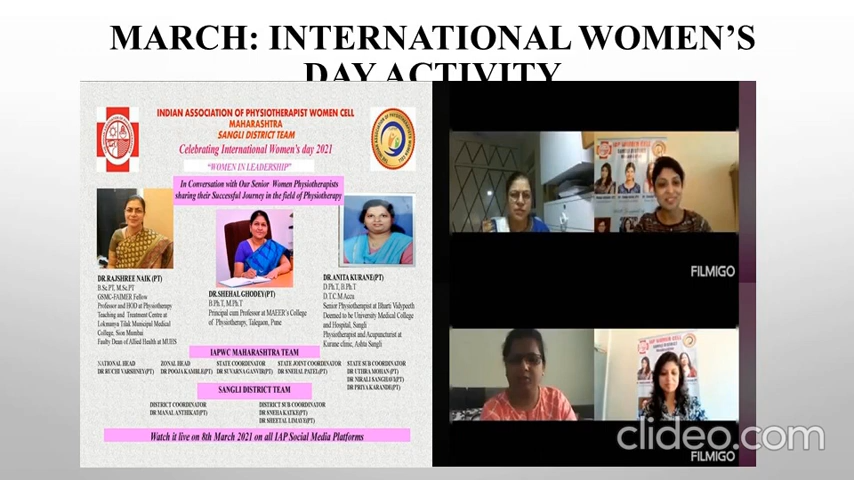 MARCH: INTERNATIONAL WOMEN'S
DAY ACTIVITY
INDIAN ASSOCIATION OF PHYSIOTHERAPIST WOMEN CELL
MAHARASHTRA
SANGLI DISTRICT TEAM
Celebrating International Women's day 2021
"WOMEN IN LEADERSHIP"
In Conversation with Our Senior Women Physiotherapists
sharing their Successful Journey in the field of Physiotherapy
DR.RAJSHREE NAIK (PT)
B.Sc.PT, M.Sc.PT
GSMC-FAIMER Fellow
Professor and HOD at Physiotherapy
Teaching and Treatment Centre at
Lokmanya Tilak Municipal Medical
College, Sion Mumbai
Faulty Dean of Allied Health at MUHS
DR.SHEHAL GHODEY(PT)
B.Ph.T, M.Ph.T
Principal cum Professor at MAEER's College
of Physiotherapy, Talegaon, Pune
DR.ANITA KURANE(PT)
D.Ph.T, B.Ph.T
D.T.C.M.Accu
Senior Physiotherapist at Bharti Vidypeeth
Deemed to be University Medical College
and Hospital, Sangli
Physiotherapist and Acupuncturist at
Kurane clinic, Ashta Sangli
IAPWC MAHARASHTRA TEAM
NATIONAL HEAD
DR RUCHI VARSHNEY(PT)
ZONAL HEAD
DR POOJA KAMBLE(PT)
STATE COORDINATOR
DR SUVARNA GANVIR(PT)
STATE JOINT COORDINATOR
DR SNEHAL PATEL(PT)
STATE SUB COORDINATOR
DR UTHRA MOHAN(PT)
DR NIRALI SANGHAVI(PT)
DR PRIYA KARANDE(PT)
SANGLI DISTRICT TEAM
DISTRICT COORDINATOR
DR MANAL ANTHIKAT(PT)
DISTRICT SUB COORDINATOR
DR SNEHA KATKE(PT)
DR SHEETAL LIMAYE(PT)
Watch it live on 8th March 2021 on all IAP Social Media Platforms
IAP WOMEN CELL
FILMIGO
clideo.com
FILMIGO